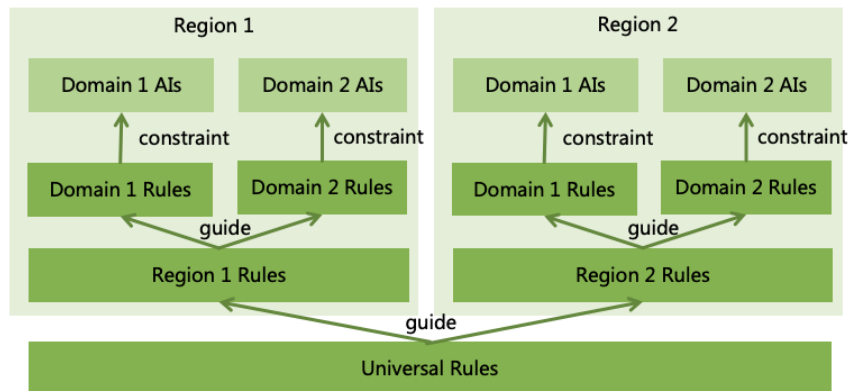 Region 1
Region 2
Domain 1 AIs
Domain 2 AIs
Domain 1 AIs
Domain 2 AIs
constraint
constraint
constraint
constraint
Domain 1 Rules
Domain 2 Rules
Domain 1 Rules
Domain 2 Rules
guide
guide
Region 1 Rules
Region 2 Rules
guide
Universal Rules